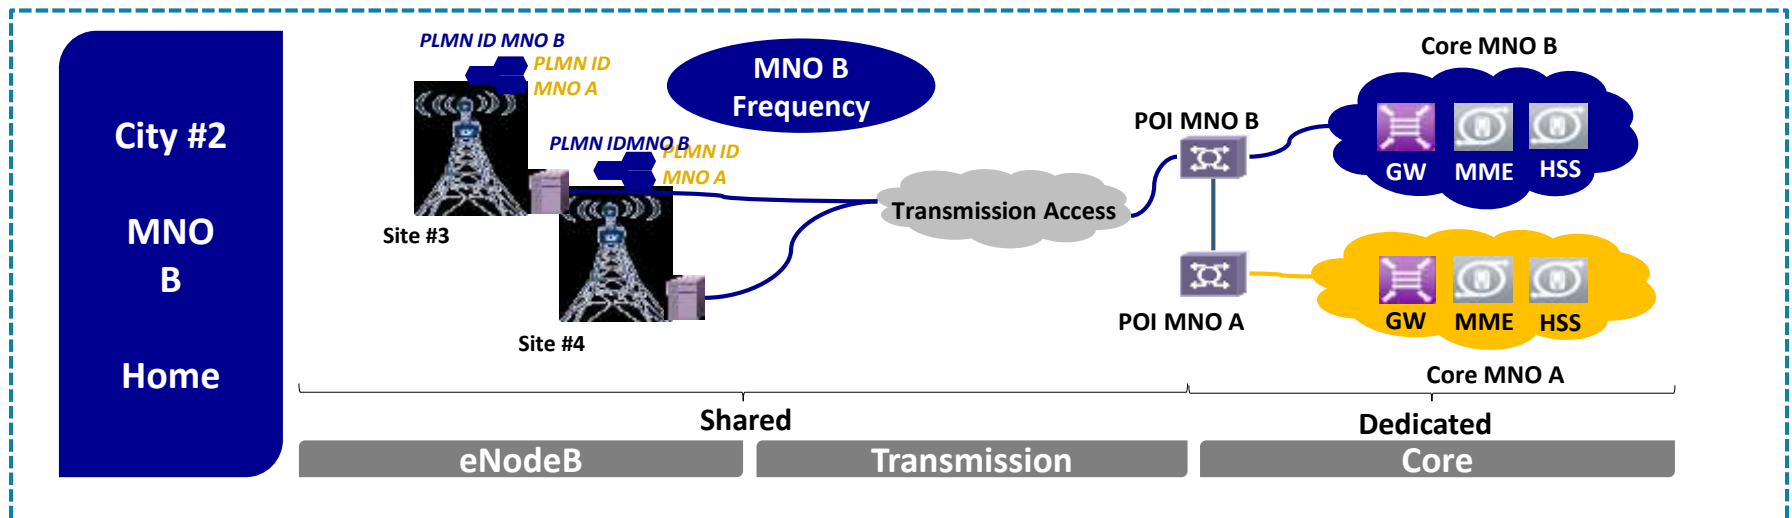 City #2
MNO
B
Home
PLMN ID MNO B
PLMN ID
MNO A
Site #3
PLMN IDMNO B
PLMN ID
MNO A
Site #4
MNO B
Frequency
Transmission Access
POI MNO B
POI MNO A
Core MNO B
GW MME HSS
GW MME HSS
Core MNO A
Shared
Dedicated
eNodeB
Transmission
Core